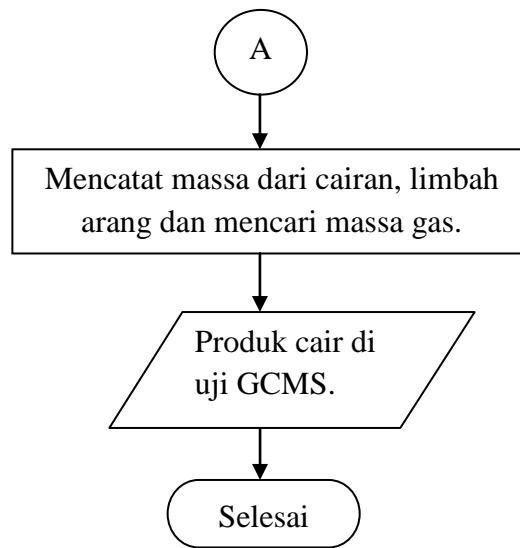 A
Mencatat massa dari cairan, limbah
arang dan mencari massa gas.
Produk cair di
uji GCMS.
Selesai